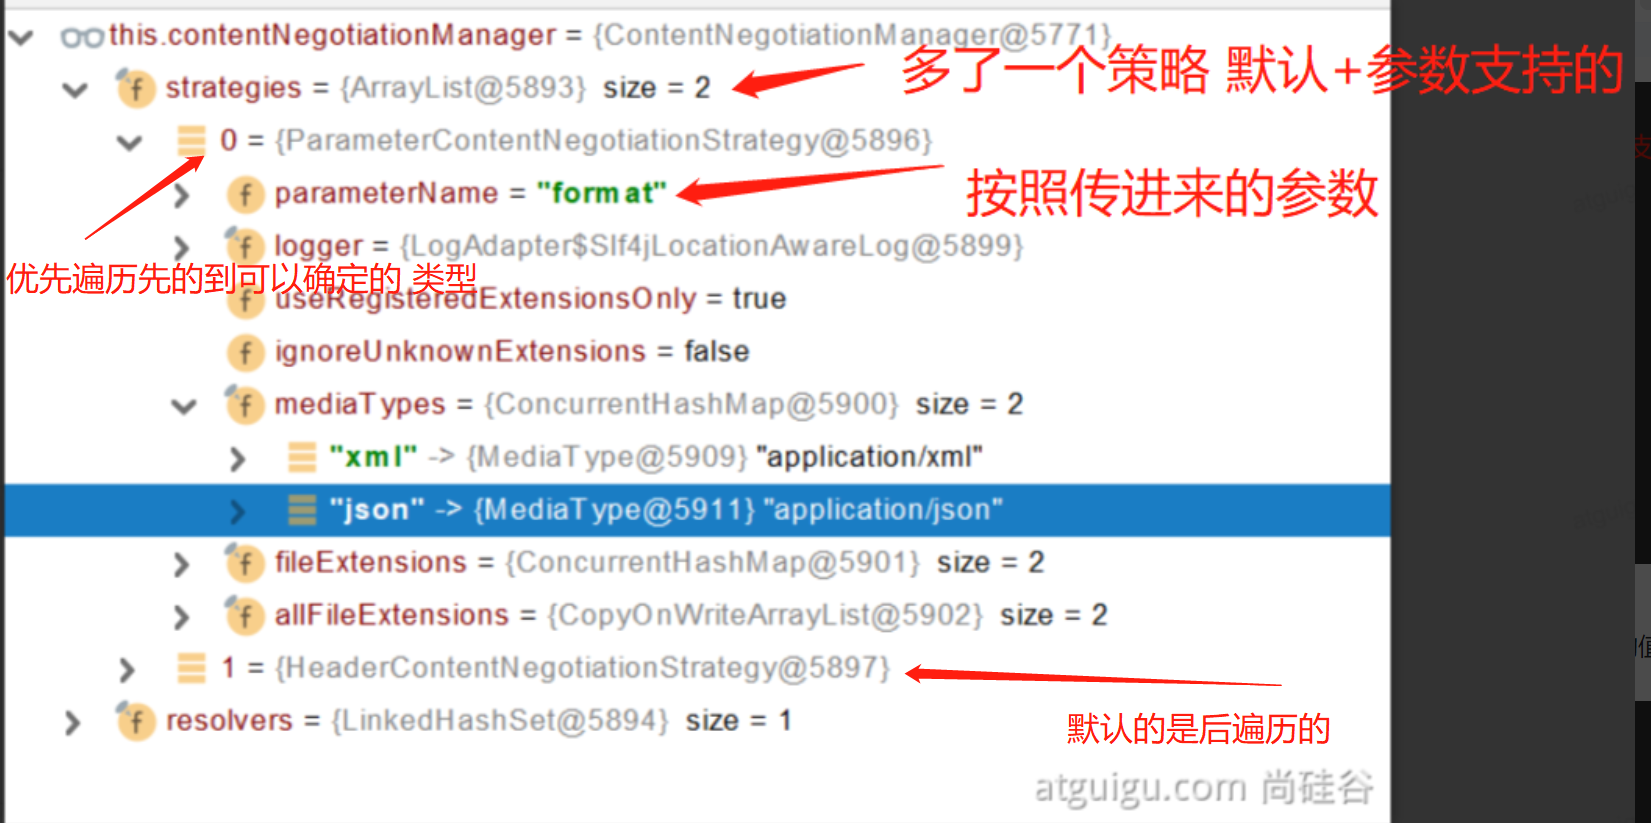 this.contentNegotiationManager = {ContentNegotiationManager@5771}
多了一个策略 默认+参数支持的
strategies = {ArrayList@5893} size = 2
0 = {ParameterContentNegotiationStrategy@5896}
parameterName = "format"
按照传进来的参数
logger = {LogAdapter$Slf4jLocationAwareLog@5899}
优先遍历先的到可以确定的 类型
useRegisteredExtensionsOnly = true
ignoreUnknownExtensions = false
mediaTypes = {ConcurrentHashMap@5900} size = 2
"xml" -> {MediaType@5909} "application/xml"
"json" -> {MediaType@5911} "application/json"
fileExtensions = {ConcurrentHashMap@5901} size = 2
allFileExtensions = {CopyOnWriteArrayList@5902} size = 2
1 = {HeaderContentNegotiationStrategy@5897}
resolvers = {LinkedHashSet@5894} size = 1
默认的是后遍历的
atguigu.com 尚硅谷